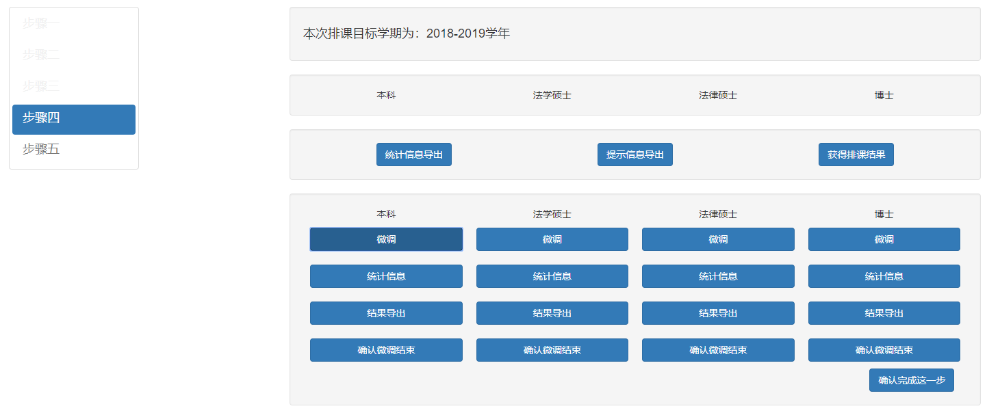 步骤一
步骤二
步骤三
步骤四
步骤五
本次排课目标学期为：2018-2019学年
本科 法学硕士 法律硕士 博士
统计信息导出 提示信息导出 获得排课结果
本科 法学硕士 法律硕士 博士
微调 微调 微调 微调
统计信息 统计信息 统计信息 统计信息
结果导出 结果导出 结果导出 结果导出
确认微调结束 确认微调结束 确认微调结束 确认微调结束
确认完成这一步